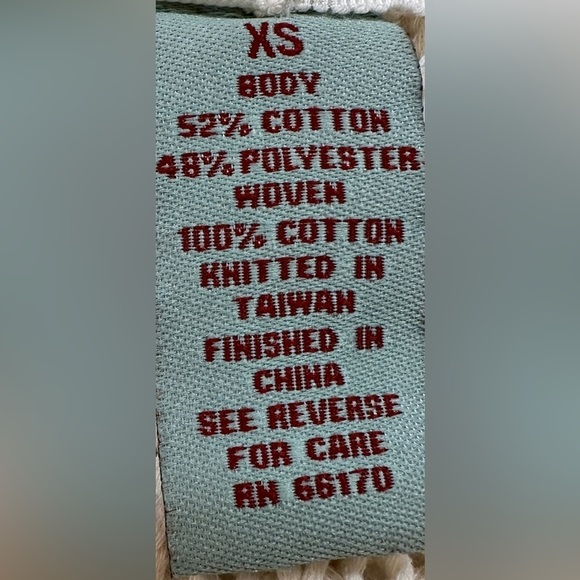 XS
BODY
52% COTTON
48% POLYESTER
WOVEN
100% COTTON
KNITTED IN
TAIWAN
FINISHED IN
CHINA
SEE REVERSE
FOR CARE
RN 66170